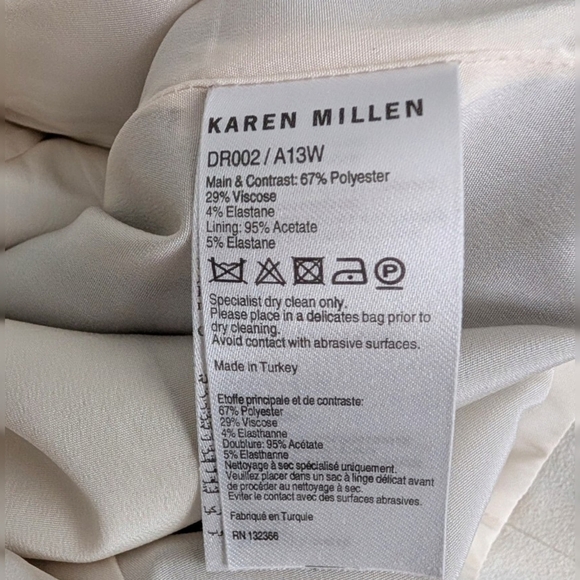 KAREN MILLEN
DR002 / A13W
Main & Contrast: 67% Polyester
29% Viscose
4% Elastane
Lining: 95% Acetate
5% Elastane
P
Specialist dry clean only.
Please place in a delicates bag prior to
dry cleaning.
Avoid contact with abrasive surfaces.
Made in Turkey
Etoffe principale et de contraste:
67% Polyester
29% Viscose
4% Elasthanne
Doublure: 95% Acétate
5% Elasthanne
Nettoyage à sec spécialisé uniquement.
Veuillez placer dans un sac à linge délicat avant
de procéder au nettoyage à sec.
Eviter le contact avec des surfaces abrasives.
Fabriqué en Turquie
RN 132366